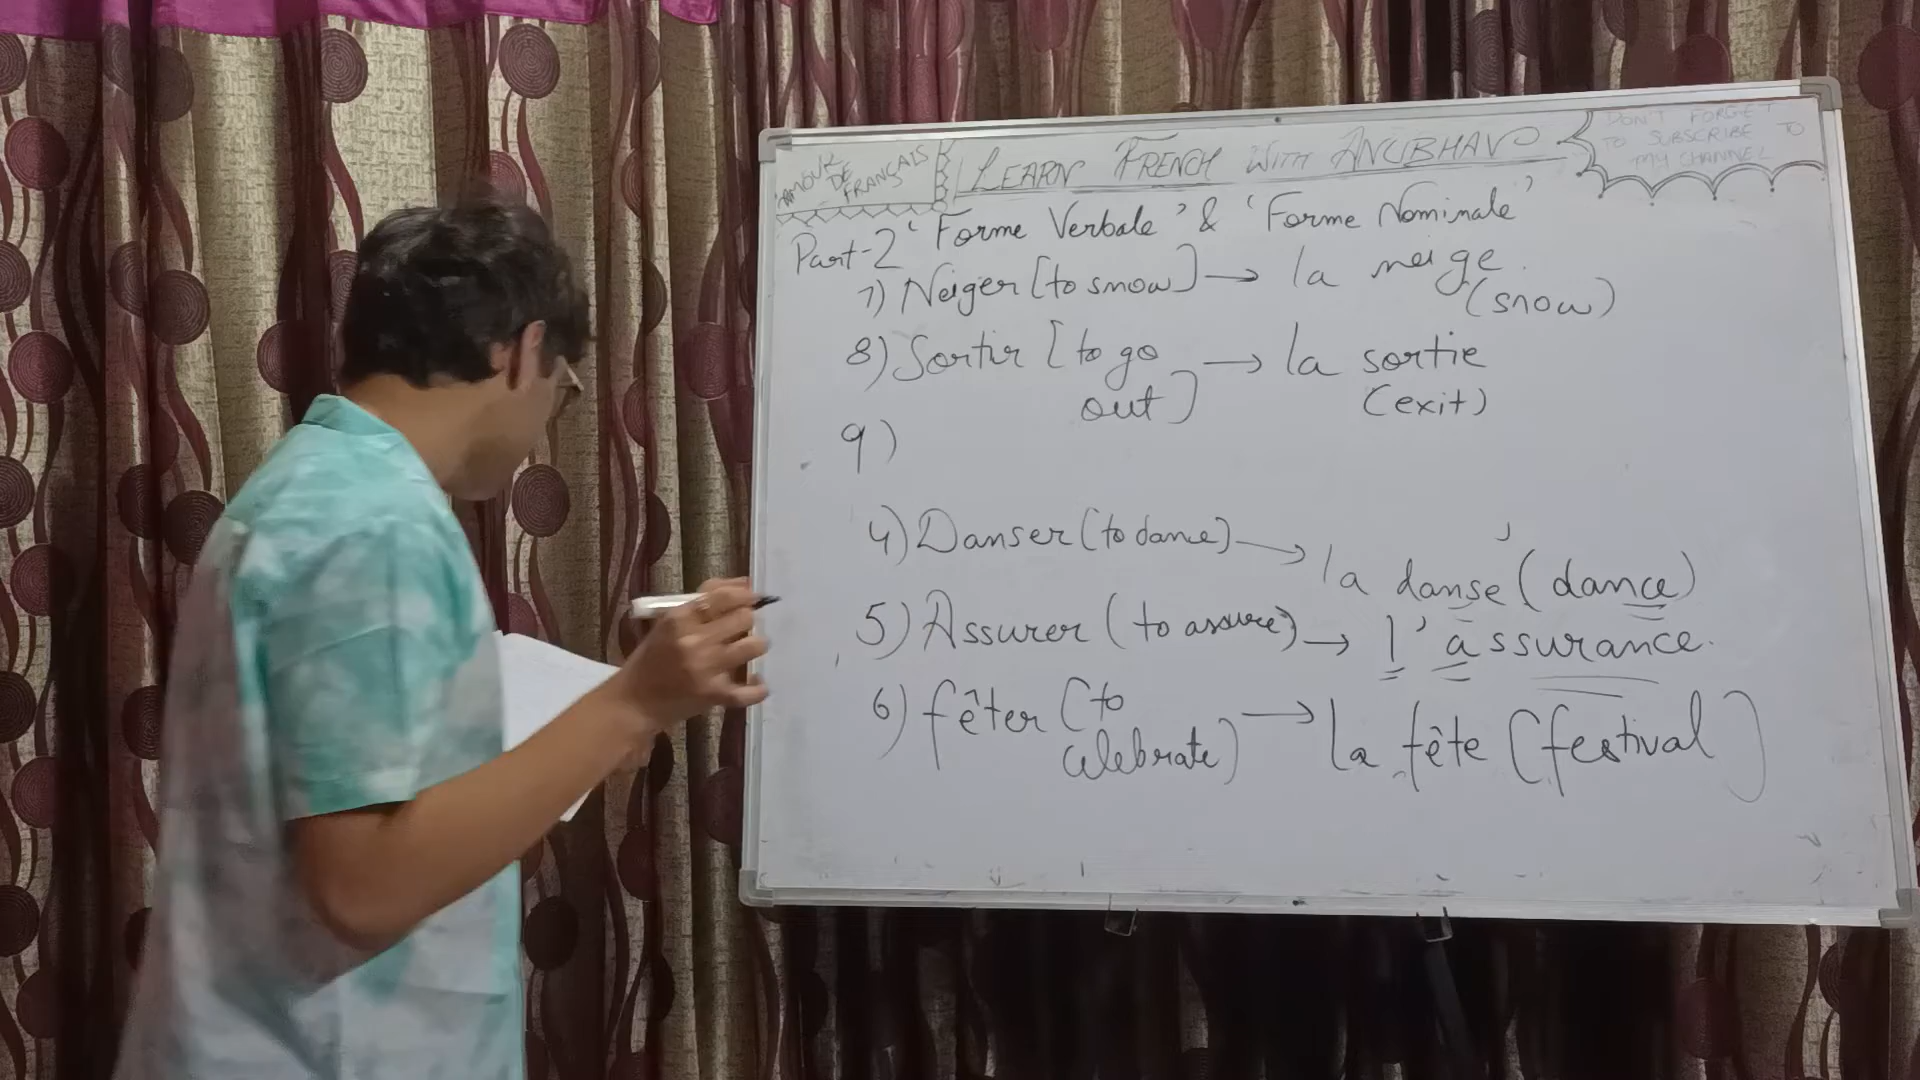 AMOUR DE FRANÇAIS
LEARN FRENCH WITH ANUBHAV
DON'T FORGET
TO SUBSCRIBE TO
MY CHANNEL
Part-2 'Forme Verbale' & 'Forme Nominale'
7) Neiger [to snow] → la neige
(snow)
8) Sortir [to go → la sortie
out] (exit)
9)
4) Danser (to dance) → la danse (dance)
5) Assurer (to assure) → l'assurance.
6) fêter (to → la fête (festival)
celebrate)